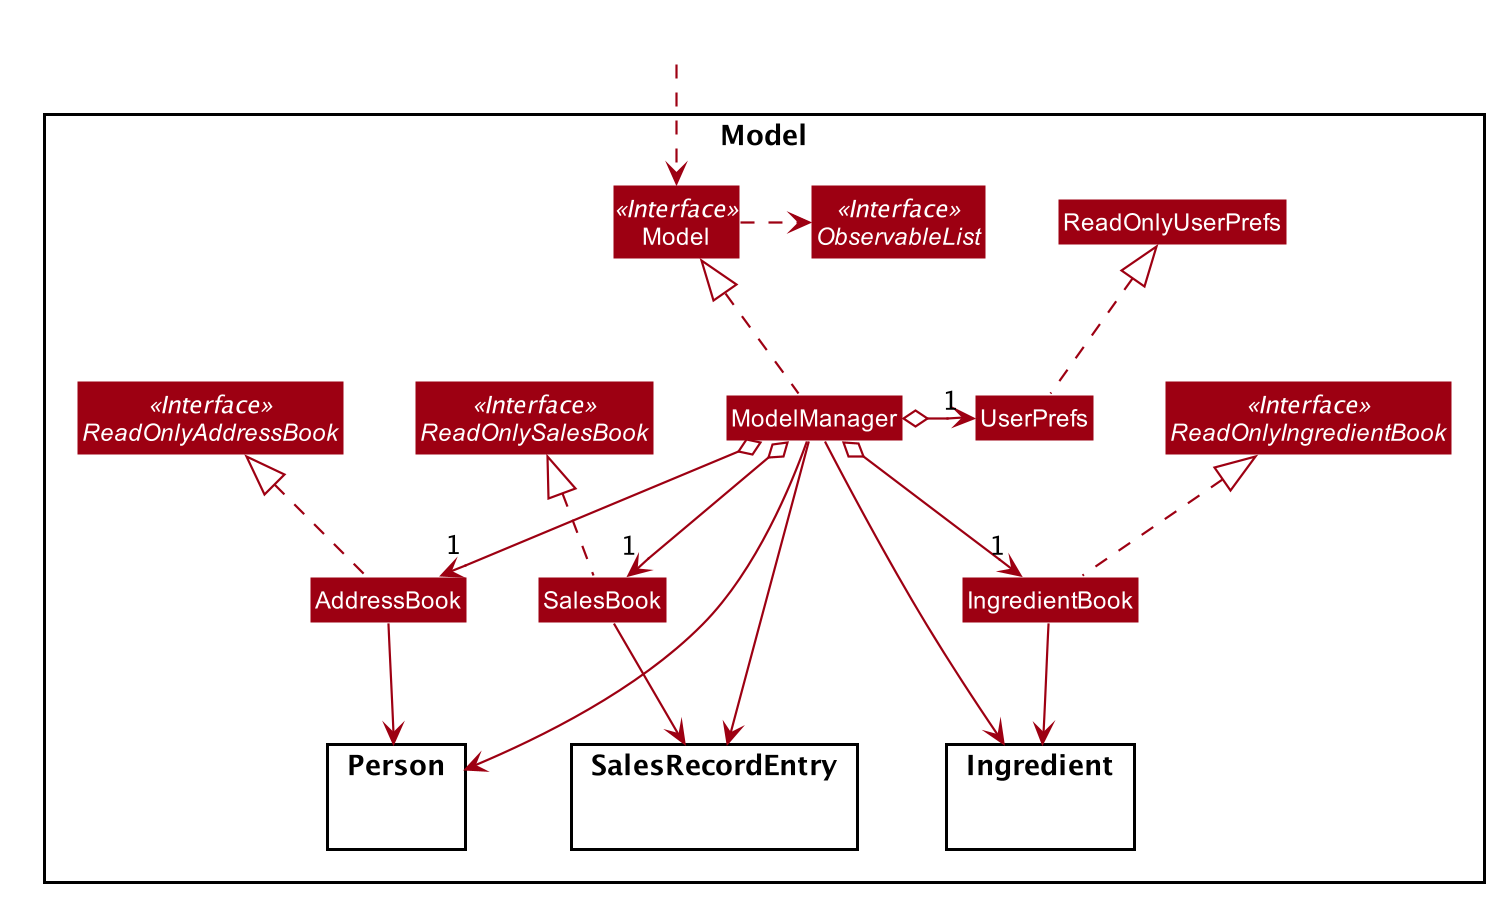 Model
«Interface»
Model
«Interface»
ObservableList
ReadOnlyUserPrefs
«Interface»
ReadOnlyAddressBook
«Interface»
ReadOnlySalesBook
ModelManager
1
UserPrefs
«Interface»
ReadOnlyIngredientBook
1
1
1
AddressBook
SalesBook
IngredientBook
Person
SalesRecordEntry
Ingredient